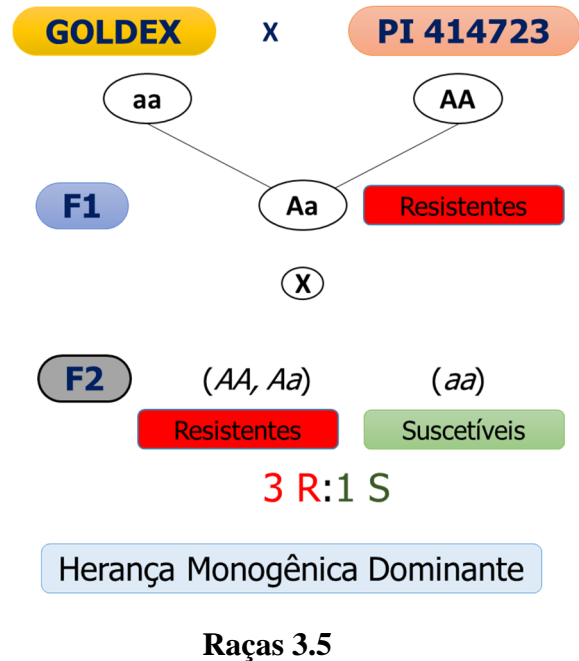 GOLDEX X PI 414723
aa AA
F1 Aa Resistentes
X
F2 (AA, Aa) (aa)
Resistentes Suscetíveis
3 R:1 S
Herança Monogênica Dominante
Raças 3.5